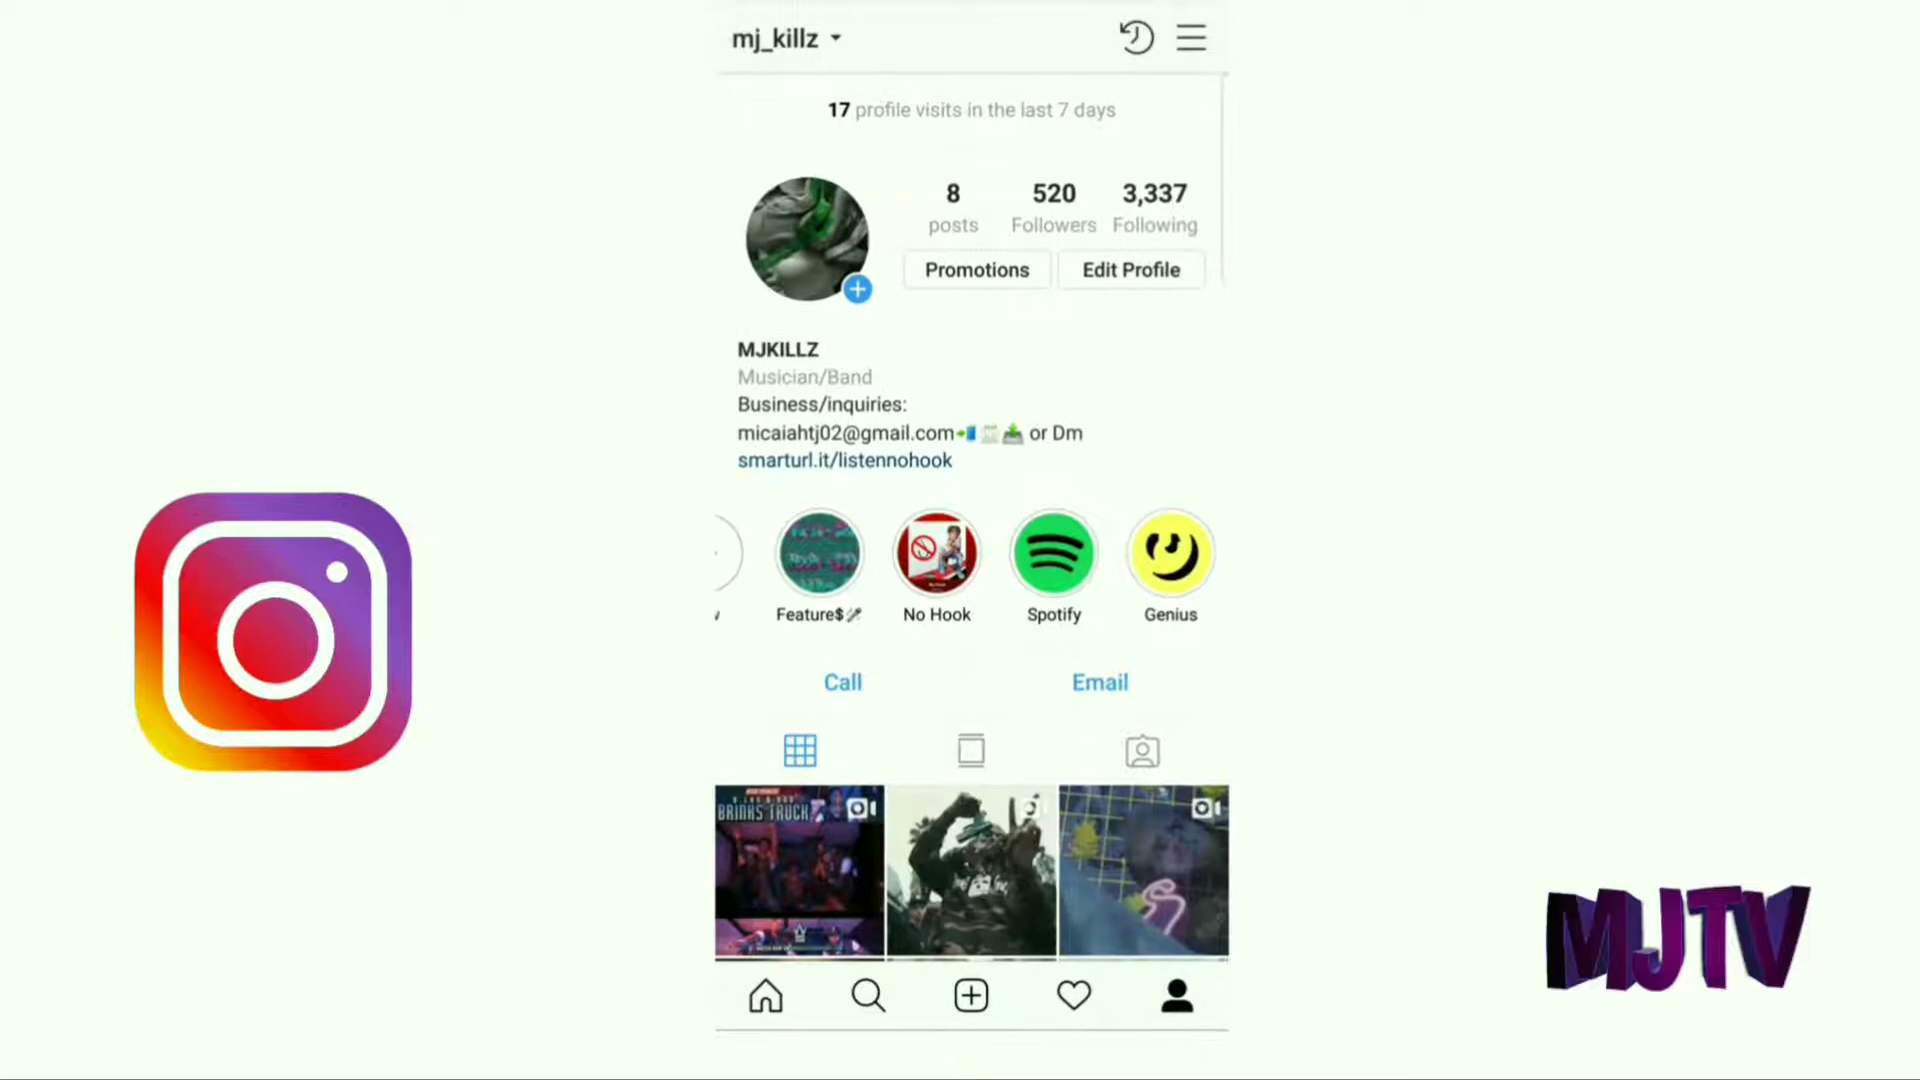 mj_killz
17 profile visits in the last 7 days
8 520 3,337
posts Followers Following
Promotions Edit Profile
MJKILLZ
Musician/Band
Business/inquiries:
micaiahtj02@gmail.com📲📨📥 or Dm
smarturl.it/listennohook
w Feature$🎤 No Hook Spotify Genius
Call Email
BRINKS TRUCK
MJTV